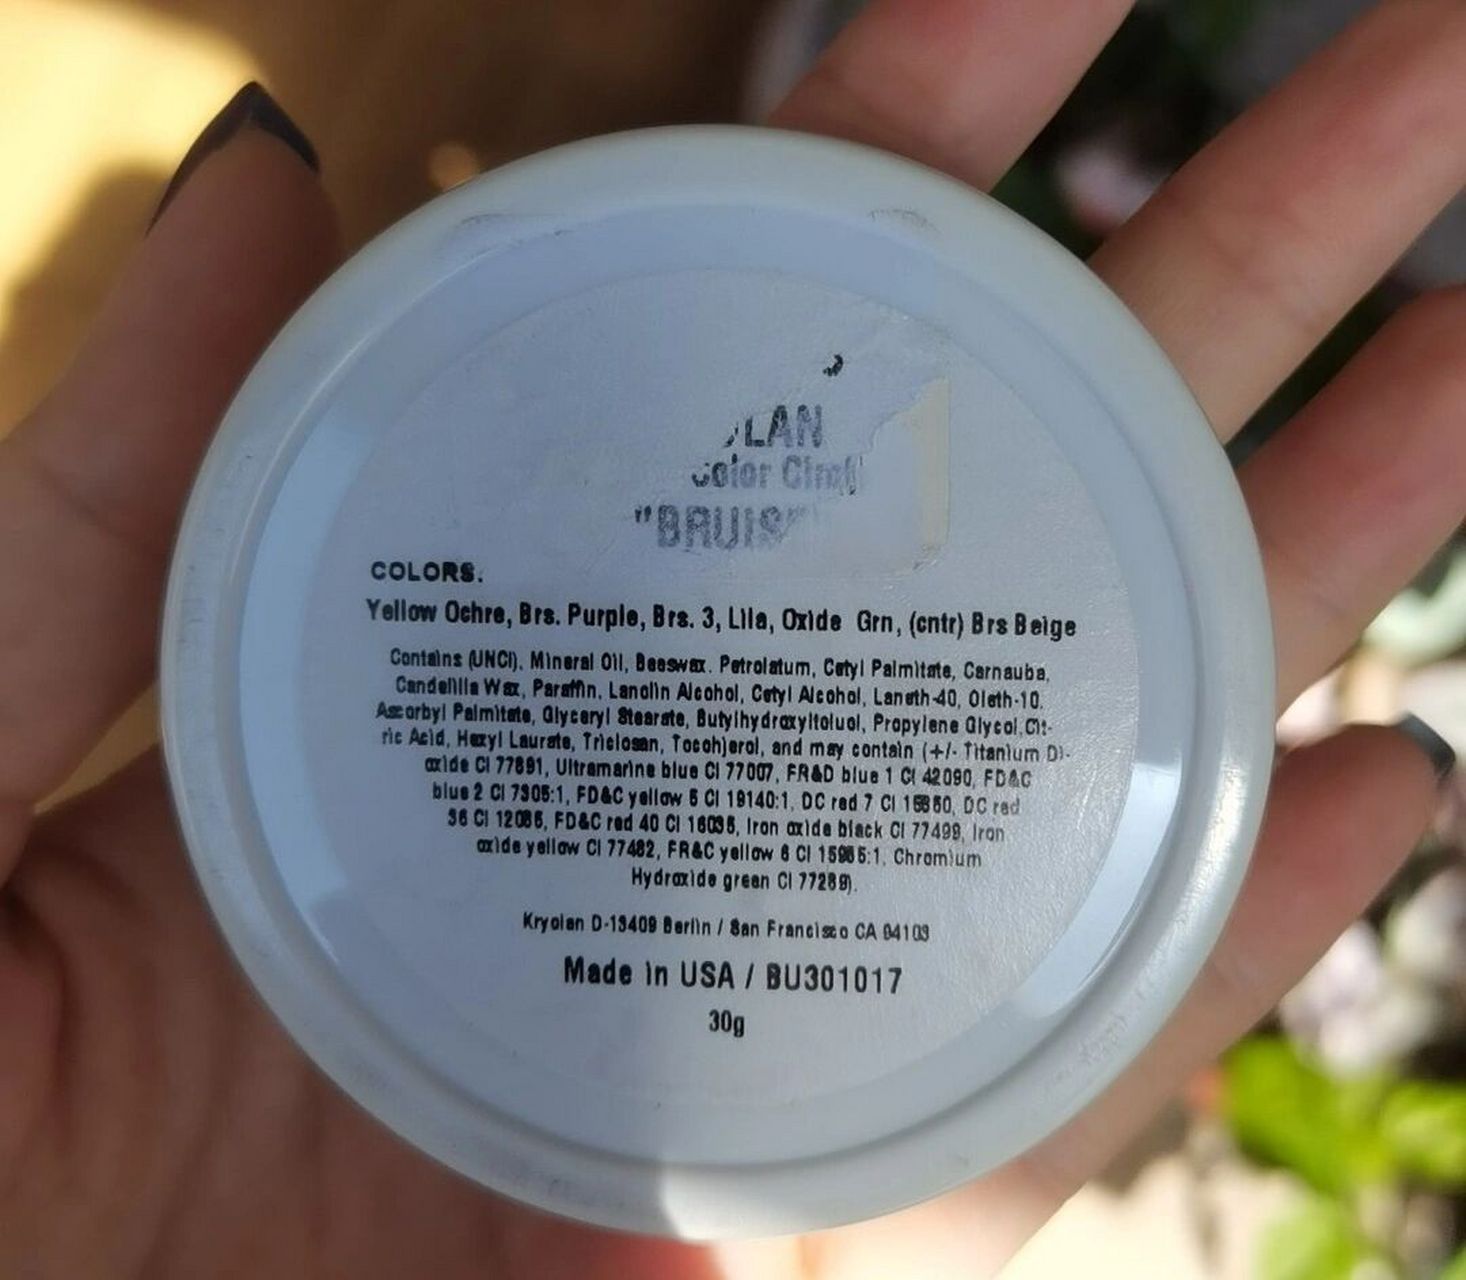 LAN
Color Circl
"BRUISE"
COLORS.
Yellow Ochre, Brs. Purple, Brs. 3, Lila, Oxide Grn, (cntr) Brs Beige
Contains (UNCI). Mineral Oil, Beeswax. Petrolatum, Cetyl Palmitate, Carnauba,
Candelilla Wax, Paraffin, Lanolin Alcohol, Cetyl Alcohol, Laneth-40, Oleth-10.
Ascorbyl Palmitate, Glyceryl Stearate, Butylhydroxyltoluol, Propylene Glycol,Cit-
ric Acid, Hexyl Laurate, Triclosan, Tocohjerol, and may contain (+/- Titanium Di-
oxide CI 77891, Ultramarine blue CI 77007, FR&D blue 1 CI 42090, FD&C
blue 2 CI 7305:1, FD&C yellow 5 CI 19140:1, DC red 7 CI 15850, DC red
36 CI 12085, FD&C red 40 CI 16035, Iron oxide black CI 77499, Iron
oxide yellow CI 77492, FR&C yellow 6 CI 15985:1, Chromium
Hydroxide green CI 77289).
Kryolan D-13409 Berlin / San Francisco CA 94103
Made in USA / BU301017
30g